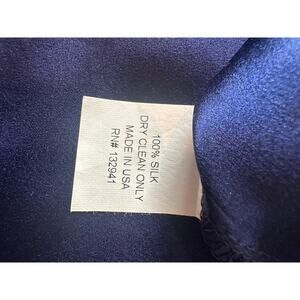 100% SILK
DRY CLEAN ONLY
MADE IN USA
RN# 132941